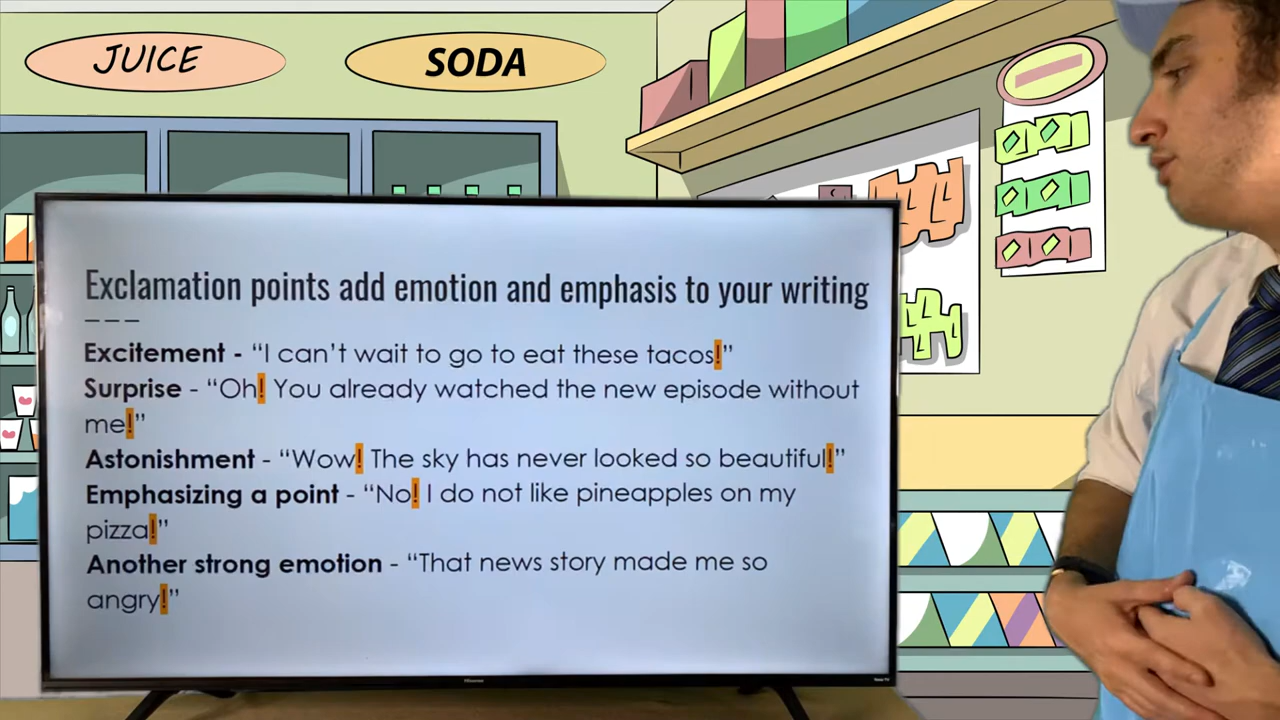 JUICE
SODA
Exclamation points add emotion and emphasis to your writing
Excitement - “I can’t wait to go to eat these tacos!”
Surprise - “Oh! You already watched the new episode without
me!”
Astonishment - “Wow! The sky has never looked so beautiful!”
Emphasizing a point - “No! I do not like pineapples on my
pizza!”
Another strong emotion - “That news story made me so
angry!”
Hisense
Roku TV